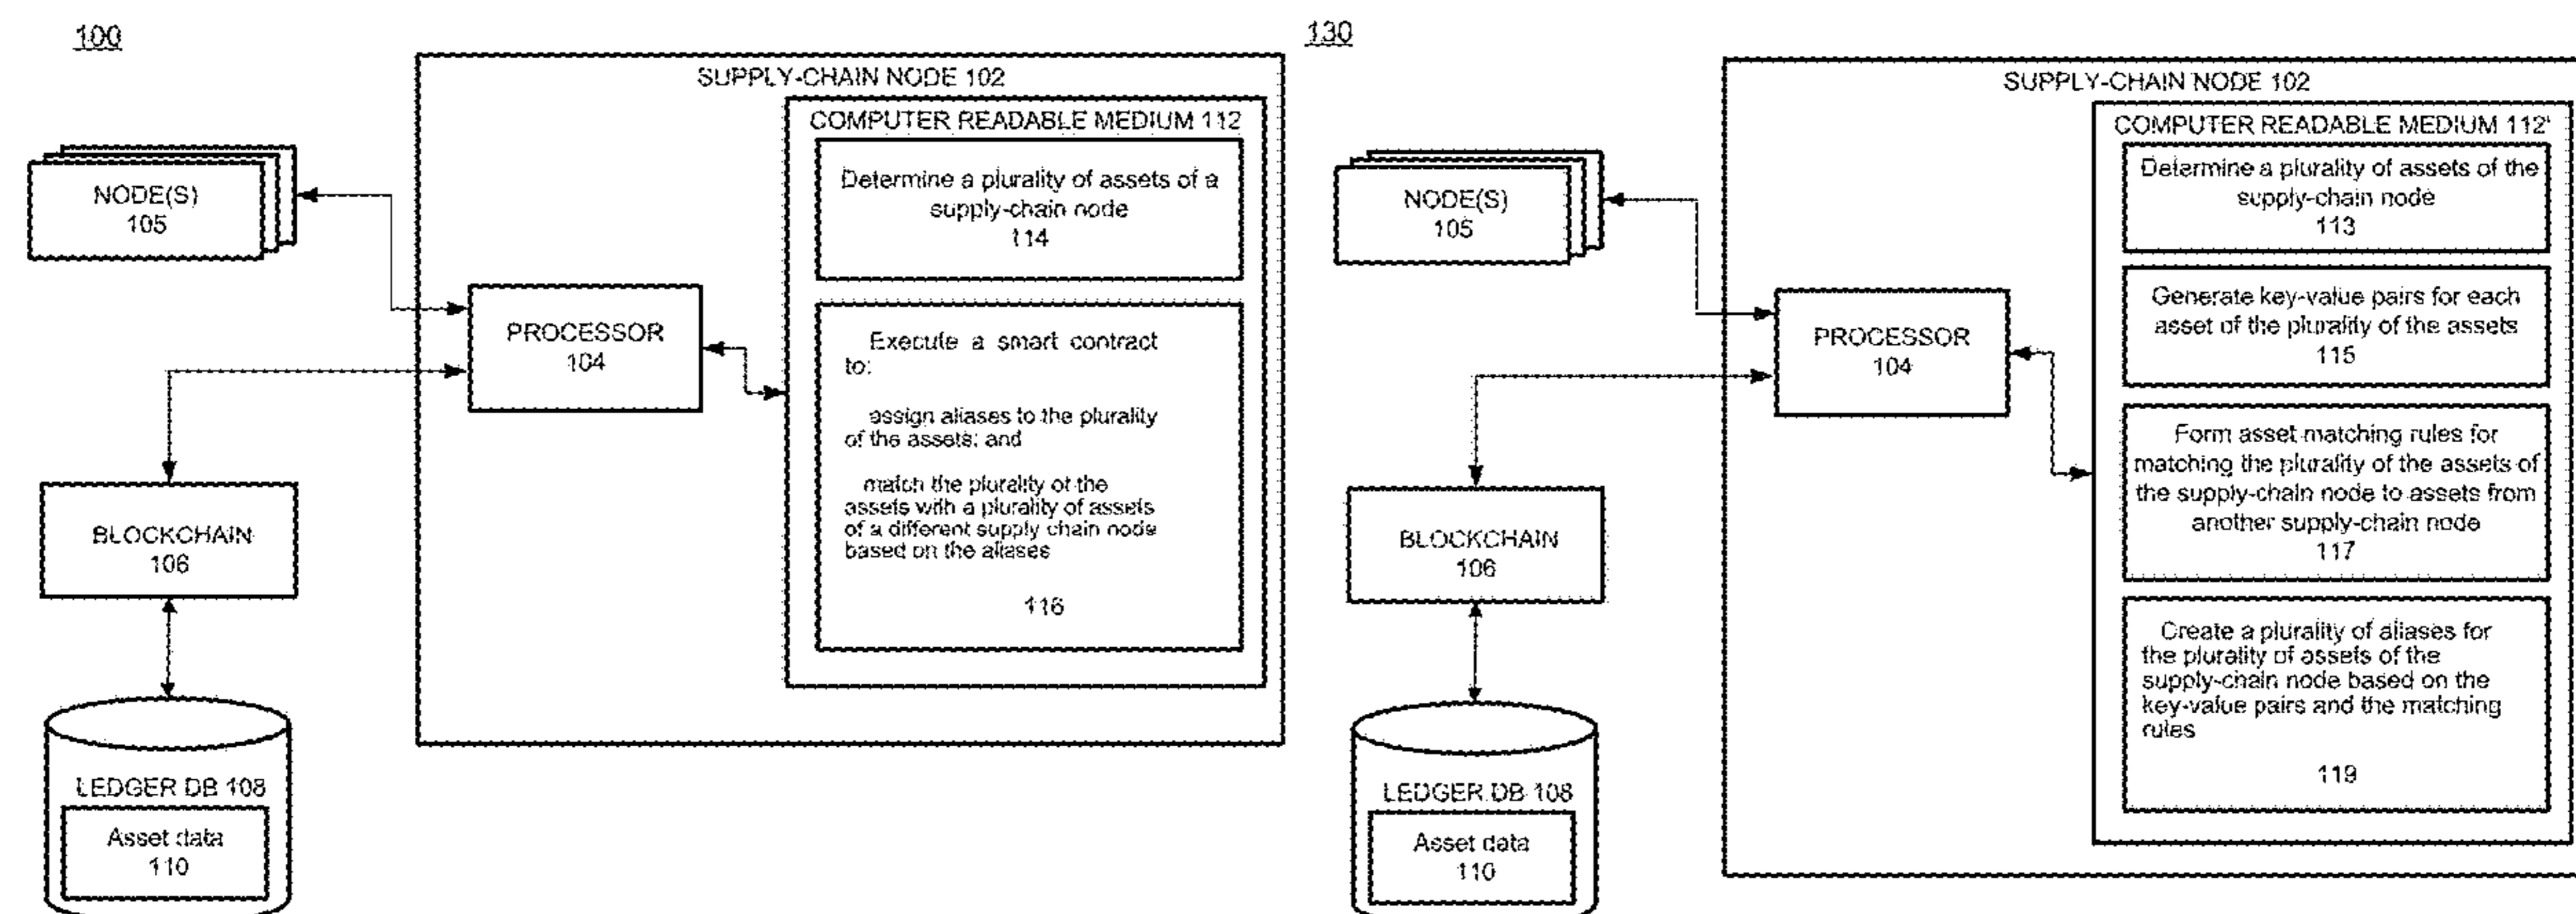 100
SUPPLY-CHAIN NODE 102
COMPUTER READABLE MEDIUM 112
Determine a plurality of assets of a
supply-chain node
114
Execute a smart contract
to:
assign aliases to the plurality
of the assets; and
match the plurality of the
assets with a plurality of assets
of a different supply chain node
based on the aliases
116
NODE(S)
105
PROCESSOR
104
BLOCKCHAIN
106
LEDGER DB 108
Asset data
110
130
SUPPLY-CHAIN NODE 102
COMPUTER READABLE MEDIUM 112'
Determine a plurality of assets of the
supply-chain node
113
Generate key-value pairs for each
asset of the plurality of the assets
115
Form asset matching rules for
matching the plurality of the assets of
the supply-chain node to assets from
another supply-chain node
117
Create a plurality of aliases for
the plurality of assets of the
supply-chain node based on the
key-value pairs and the matching
rules
119
NODE(S)
105
PROCESSOR
104
BLOCKCHAIN
106
LEDGER DB 108
Asset data
110